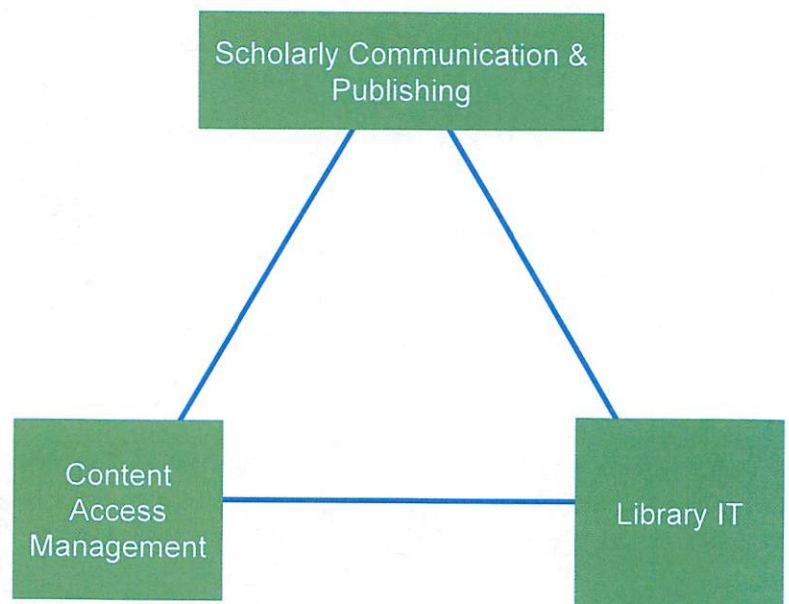 Scholarly Communication &
Publishing
Content
Access
Management
Library IT